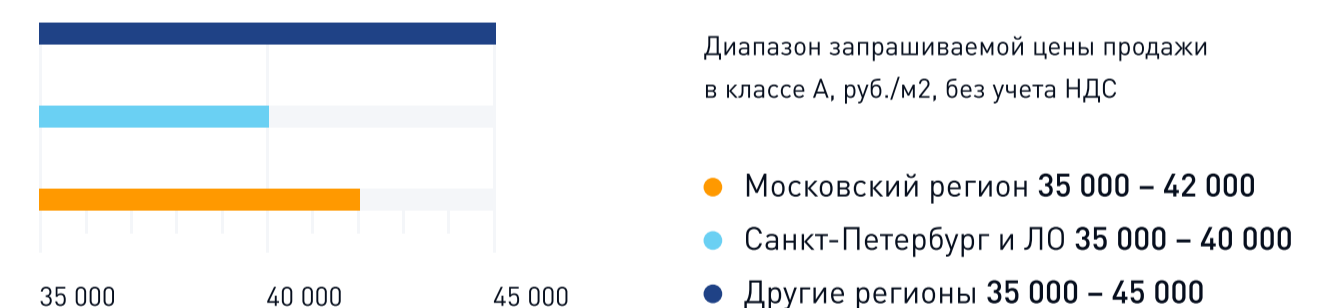 Диапазон запрашиваемой цены продажи
в классе А, руб./м2, без учета НДС
Московский регион 35 000 – 42 000
Санкт-Петербург и ЛО 35 000 – 40 000
Другие регионы 35 000 – 45 000
35 000 40 000 45 000